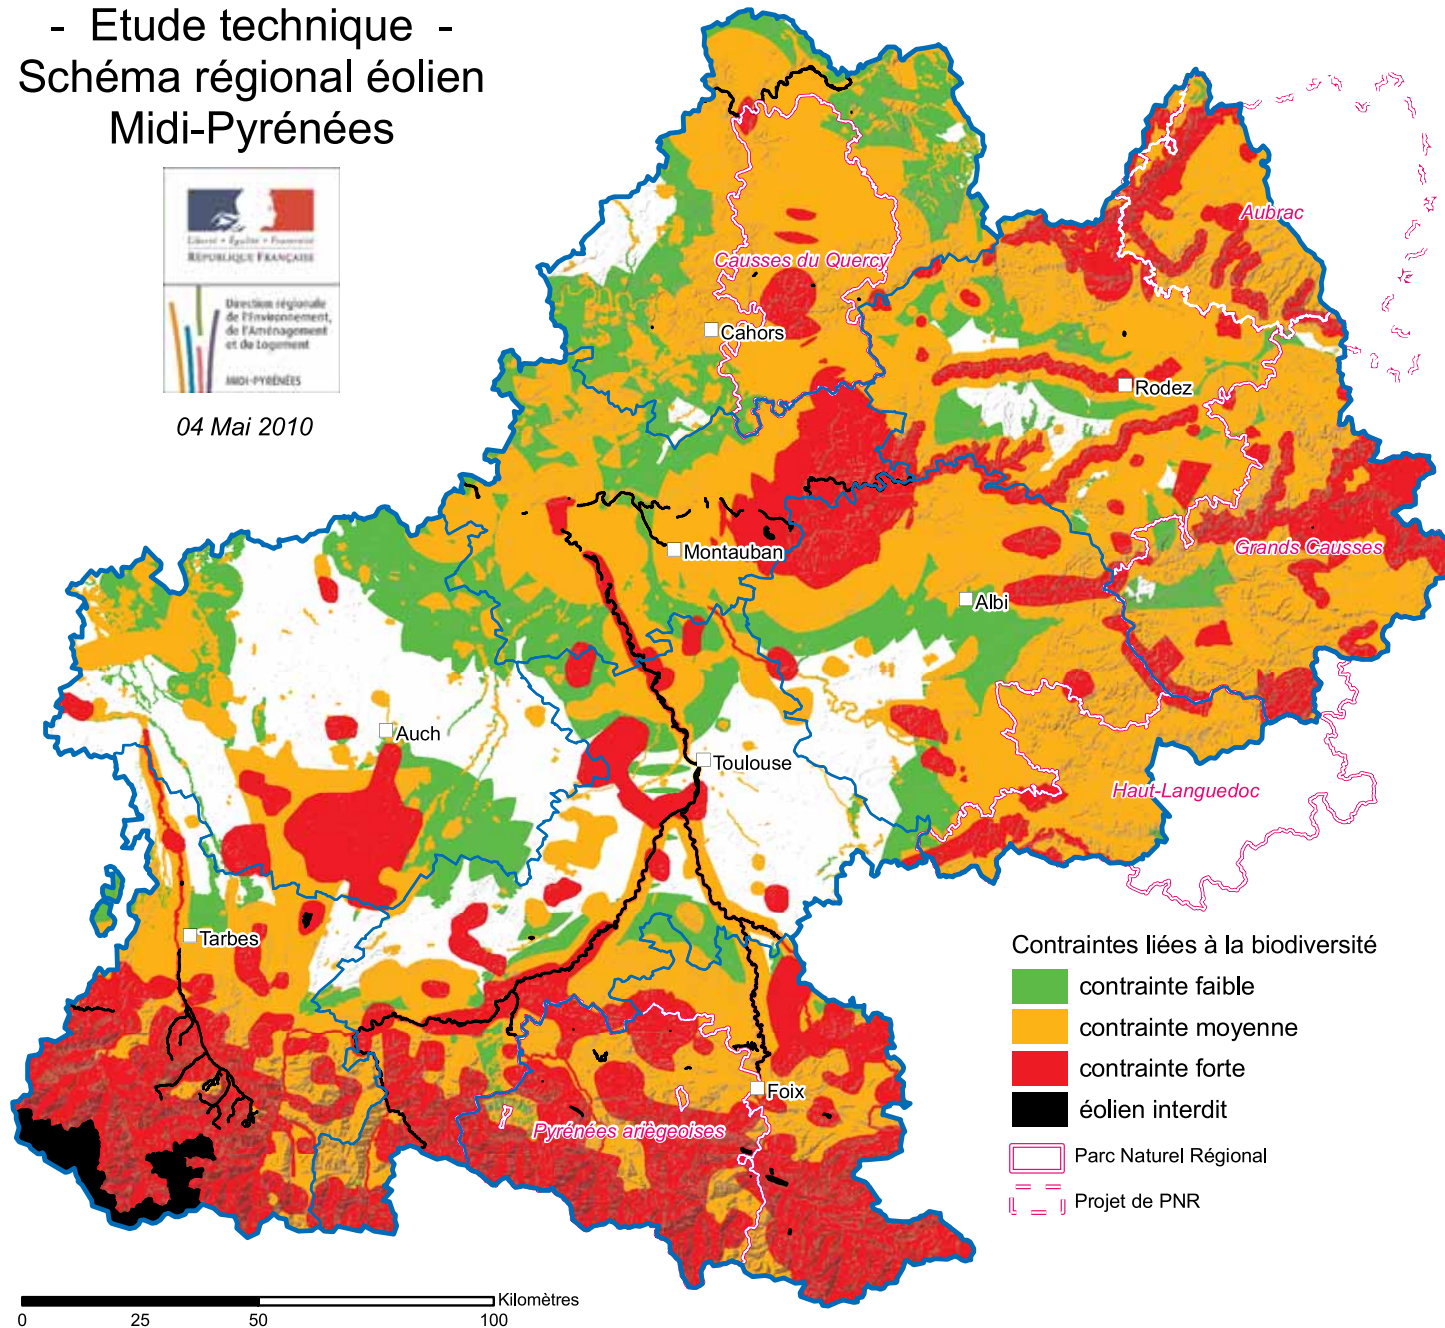 - Etude technique -
Schéma régional éolien
Midi-Pyrénées
Liberté • Égalité • Fraternité
RÉPUBLIQUE FRANÇAISE
Direction régionale
de l'Environnement,
de l'Aménagement
et du Logement
MIDI-PYRÉNÉES
04 Mai 2010
Aubrac
Causses du Quercy
Cahors
Rodez
Montauban
Grands Causses
Albi
Auch
Toulouse
Haut-Languedoc
Tarbes
Foix
Pyrénées ariègeoises
Contraintes liées à la biodiversité
contrainte faible
contrainte moyenne
contrainte forte
éolien interdit
Parc Naturel Régional
Projet de PNR
Kilomètres
0 25 50 100